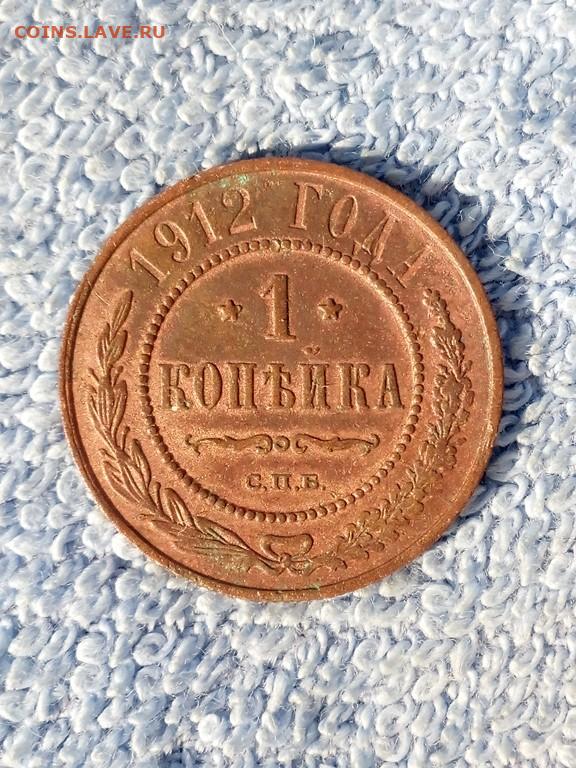 COINS.LAVE.RU
1912 ГОДА
* 1 *
КОПѢЙКА
С.П.Б.